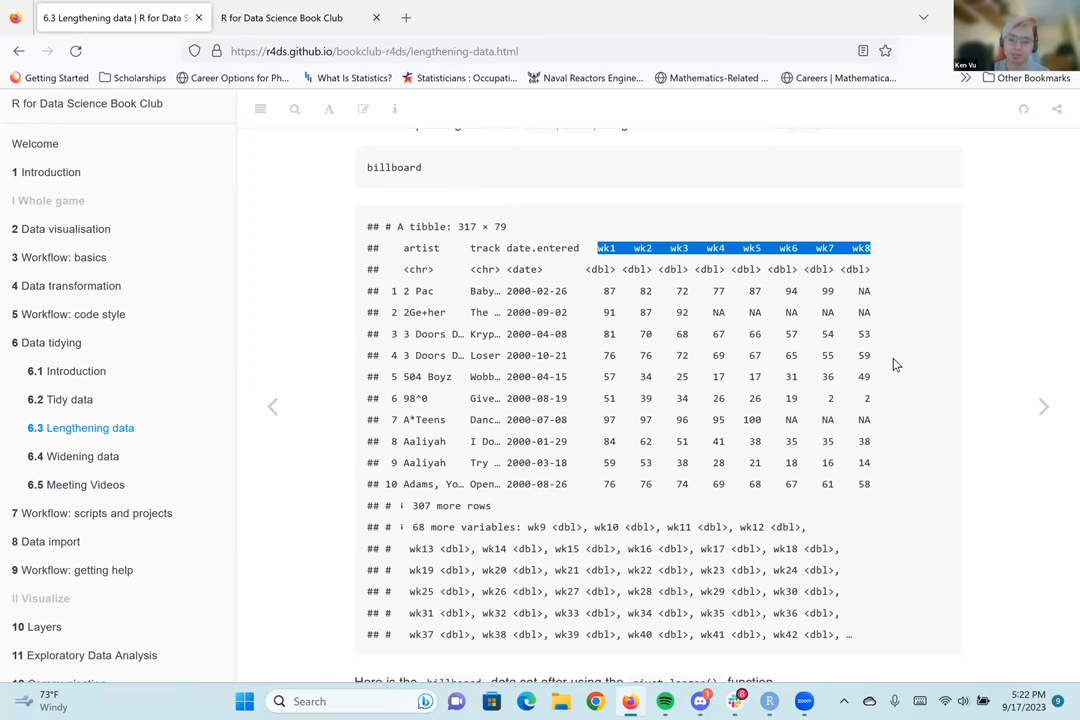 6.3 Lengthening data | R for Data Sc
R for Data Science Book Club
https://r4ds.github.io/bookclub-r4ds/lengthening-data.html
Getting Started
Scholarships
Career Options for Ph...
What Is Statistics?
Statisticians : Occupati...
Naval Reactors Engine...
Mathematics-Related ...
Careers | Mathematica...
Other Bookmarks
Ken Vu
R for Data Science Book Club
Welcome
1 Introduction
I Whole game
2 Data visualisation
3 Workflow: basics
4 Data transformation
5 Workflow: code style
6 Data tidying
6.1 Introduction
6.2 Tidy data
6.3 Lengthening data
6.4 Widening data
6.5 Meeting Videos
7 Workflow: scripts and projects
8 Data import
9 Workflow: getting help
II Visualize
10 Layers
11 Exploratory Data Analysis
billboard
## # A tibble: 317 × 79
## artist track date.entered wk1 wk2 wk3 wk4 wk5 wk6 wk7 wk8
## <chr> <chr> <date> <dbl> <dbl> <dbl> <dbl> <dbl> <dbl> <dbl> <dbl>
## 1 2 Pac Baby… 2000-02-26 87 82 72 77 87 94 99 NA
## 2 2Ge+her The … 2000-09-02 91 87 92 NA NA NA NA NA
## 3 3 Doors D… Kryp… 2000-04-08 81 70 68 67 66 57 54 53
## 4 3 Doors D… Loser 2000-10-21 76 76 72 69 67 65 55 59
## 5 504 Boyz Wobb… 2000-04-15 57 34 25 17 17 31 36 49
## 6 98^0 Give… 2000-08-19 51 39 34 26 26 19 2 2
## 7 A*Teens Danc… 2000-07-08 97 97 96 95 100 NA NA NA
## 8 Aaliyah I Do… 2000-01-29 84 62 51 41 38 35 35 38
## 9 Aaliyah Try … 2000-03-18 59 53 38 28 21 18 16 14
## 10 Adams, Yo… Open… 2000-08-26 76 76 74 69 68 67 61 58
## # ℹ 307 more rows
## # ℹ 68 more variables: wk9 <dbl>, wk10 <dbl>, wk11 <dbl>, wk12 <dbl>,
## # wk13 <dbl>, wk14 <dbl>, wk15 <dbl>, wk16 <dbl>, wk17 <dbl>, wk18 <dbl>,
## # wk19 <dbl>, wk20 <dbl>, wk21 <dbl>, wk22 <dbl>, wk23 <dbl>, wk24 <dbl>,
## # wk25 <dbl>, wk26 <dbl>, wk27 <dbl>, wk28 <dbl>, wk29 <dbl>, wk30 <dbl>,
## # wk31 <dbl>, wk32 <dbl>, wk33 <dbl>, wk34 <dbl>, wk35 <dbl>, wk36 <dbl>,
## # wk37 <dbl>, wk38 <dbl>, wk39 <dbl>, wk40 <dbl>, wk41 <dbl>, wk42 <dbl>, …
Here is the billboard data set after using the pivot_longer() function
73°F
Windy
Search
1
8
5:22 PM
9/17/2023
9